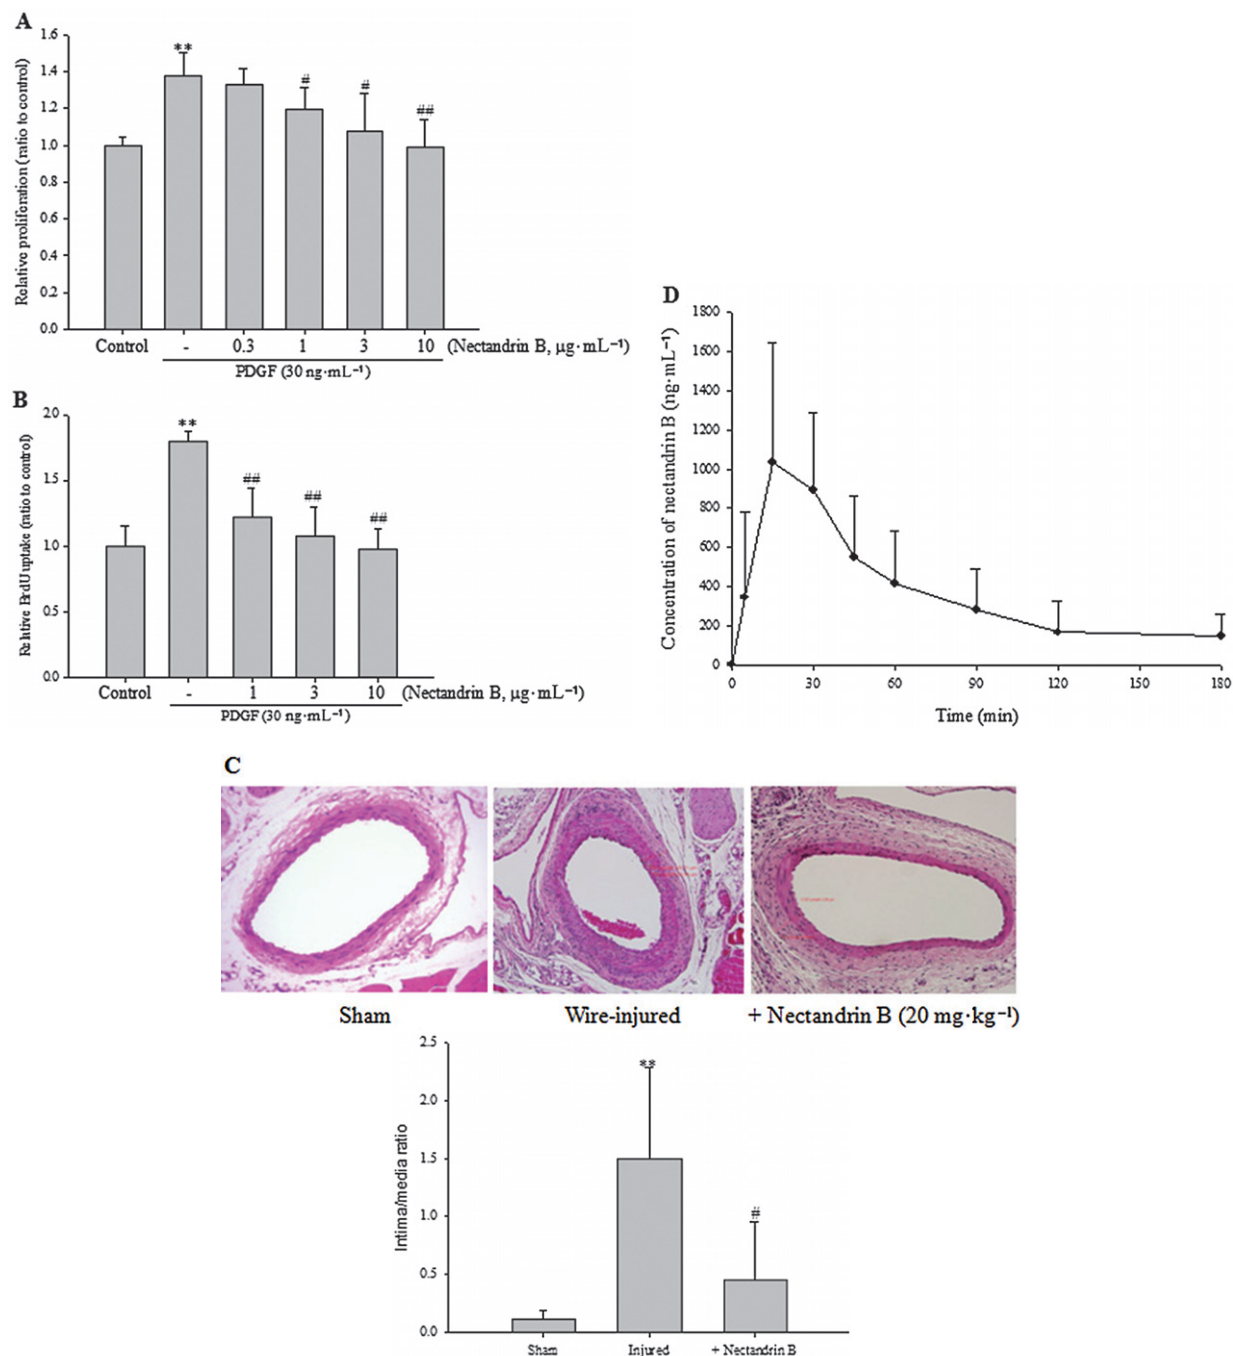 A
Relative proliferation (ratio to control)
1.6
1.4
1.2
1.0
0.8
0.6
0.4
0.2
0.0
**
#
#
##
Control - 0.3 1 3 10 (Nectandrin B, μg·mL⁻¹)
PDGF (30 ng·mL⁻¹)
B
Relative BrdU uptake (ratio to control)
2.0
1.5
1.0
0.5
0.0
**
##
##
##
Control - 1 3 10 (Nectandrin B, μg·mL⁻¹)
PDGF (30 ng·mL⁻¹)
D
Concentration of nectandrin B (ng·mL⁻¹)
1800
1600
1400
1200
1000
800
600
400
200
0
0 30 60 90 120 150 180
Time (min)
C
Sham Wire-injured + Nectandrin B (20 mg·kg⁻¹)
Intima/media ratio
2.5
2.0
1.5
1.0
0.5
0.0
**
#
Sham Injured + Nectandrin B